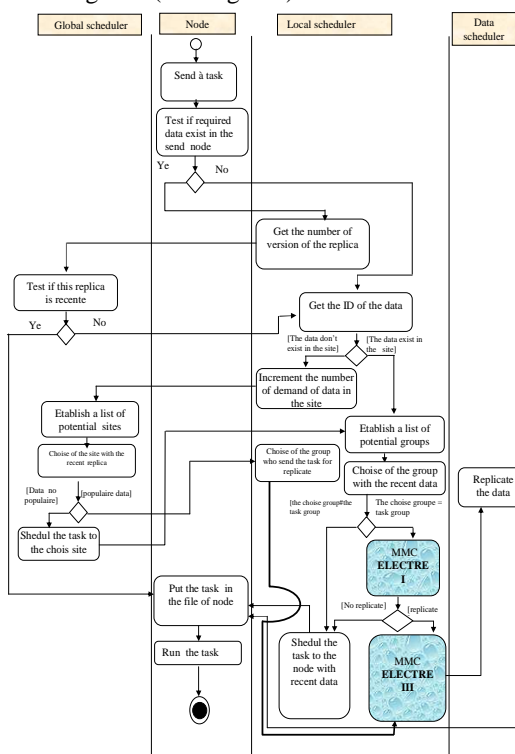 Global scheduler
Node
Local scheduler
Data
scheduler
Send à task
Test if required
data exist in the
send node
Ye
No
Get the number of
version of the replica
Test if this replica
is recente
Ye
No
Get the ID of the data
[The data don't
exist in the site]
[The data exist in
the site]
Increment the number
of demand of data in
the site
Etablish a list of
potential sites
Etablish a list of
potential groups
Choise of the site with the
recent replica
Choise of the group
who send the task for
replicate
Choise of the group
with the recent data
Replicate
the data
[Data no
populaire]
[populaire data]
[the choise group#the
task group
The choise groupe =
task group
Shedul the task to
the chois site
MMC
ELECTRE
I
Put the task in
the file of node
[No replicate]
[replicate
Run the task
Shedul the
task to the
node with
recent data
MMC
ELECTRE
III